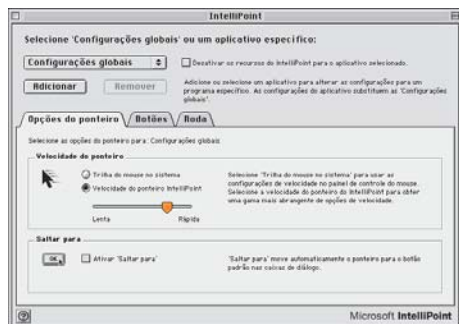 IntelliPoint
Selecione 'Configurações globais' ou um aplicativo específico:
Configurações globais
Desativar os recursos do IntelliPoint para o aplicativo selecionado.
Adicionar
Remover
Adicione ou selecione um aplicativo para alterar as configurações para um
programa específico. As configurações do aplicativo substituem as 'Configurações
globais'.
Opções do ponteiro
Botões
Roda
Selecione as opções do ponteiro para: Configurações globais
Velocidade do ponteiro
Trilha do mouse no sistema
Velocidade do ponteiro IntelliPoint
Lenta
Rápida
Selecione 'Trilha do mouse no sistema' para usar as
configurações de velocidade no painel de controle do mouse.
Selecione a velocidade do ponteiro do IntelliPoint para obter
uma gama mais abrangente de opções de velocidade.
Saltar para
OK
Ativar 'Saltar para'
'Saltar para' move automaticamente o ponteiro para o botão
padrão nas caixas de diálogo.
Microsoft IntelliPoint